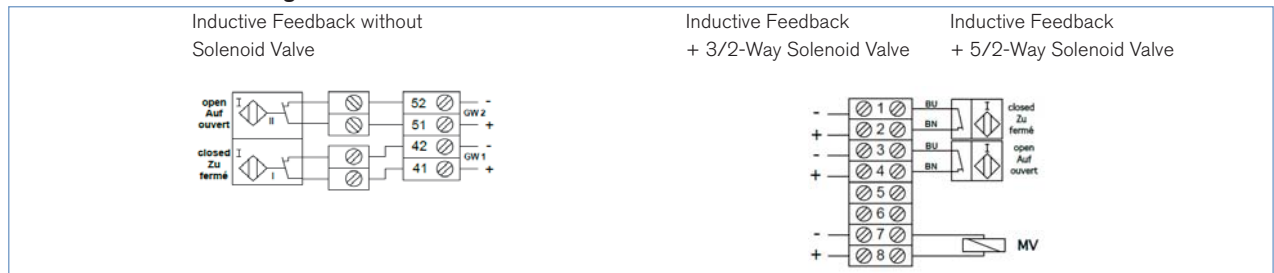 Inductive Feedback without
Solenoid Valve
Inductive Feedback
+ 3/2-Way Solenoid Valve
Inductive Feedback
+ 5/2-Way Solenoid Valve
open
Auf
ouvert
I
II
52
-
GW 2
51
+
closed
Zu
fermé
I
I
42
-
GW 1
41
+
- 1 BU
+ 2 BN
I
closed
Zu
fermé
- 3 BU
+ 4 BN
I
open
Auf
ouvert
5
6
- 7
+ 8
MV